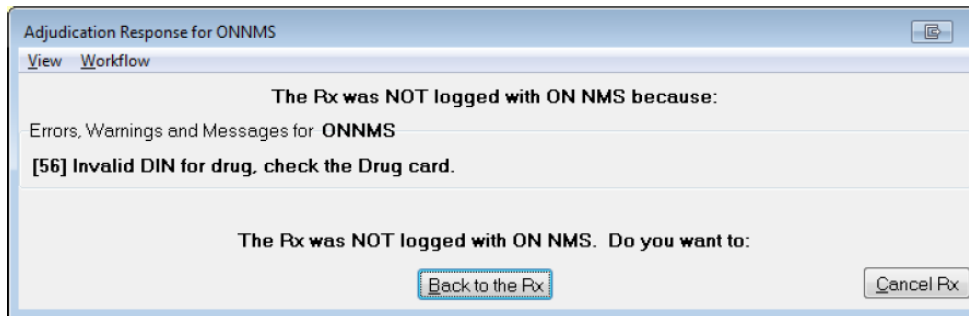 Adjudication Response for ONNMS
View Workflow
The Rx was NOT logged with ON NMS because:
Errors, Warnings and Messages for ONNMS
[56] Invalid DIN for drug, check the Drug card.
The Rx was NOT logged with ON NMS. Do you want to:
Back to the Rx Cancel Rx